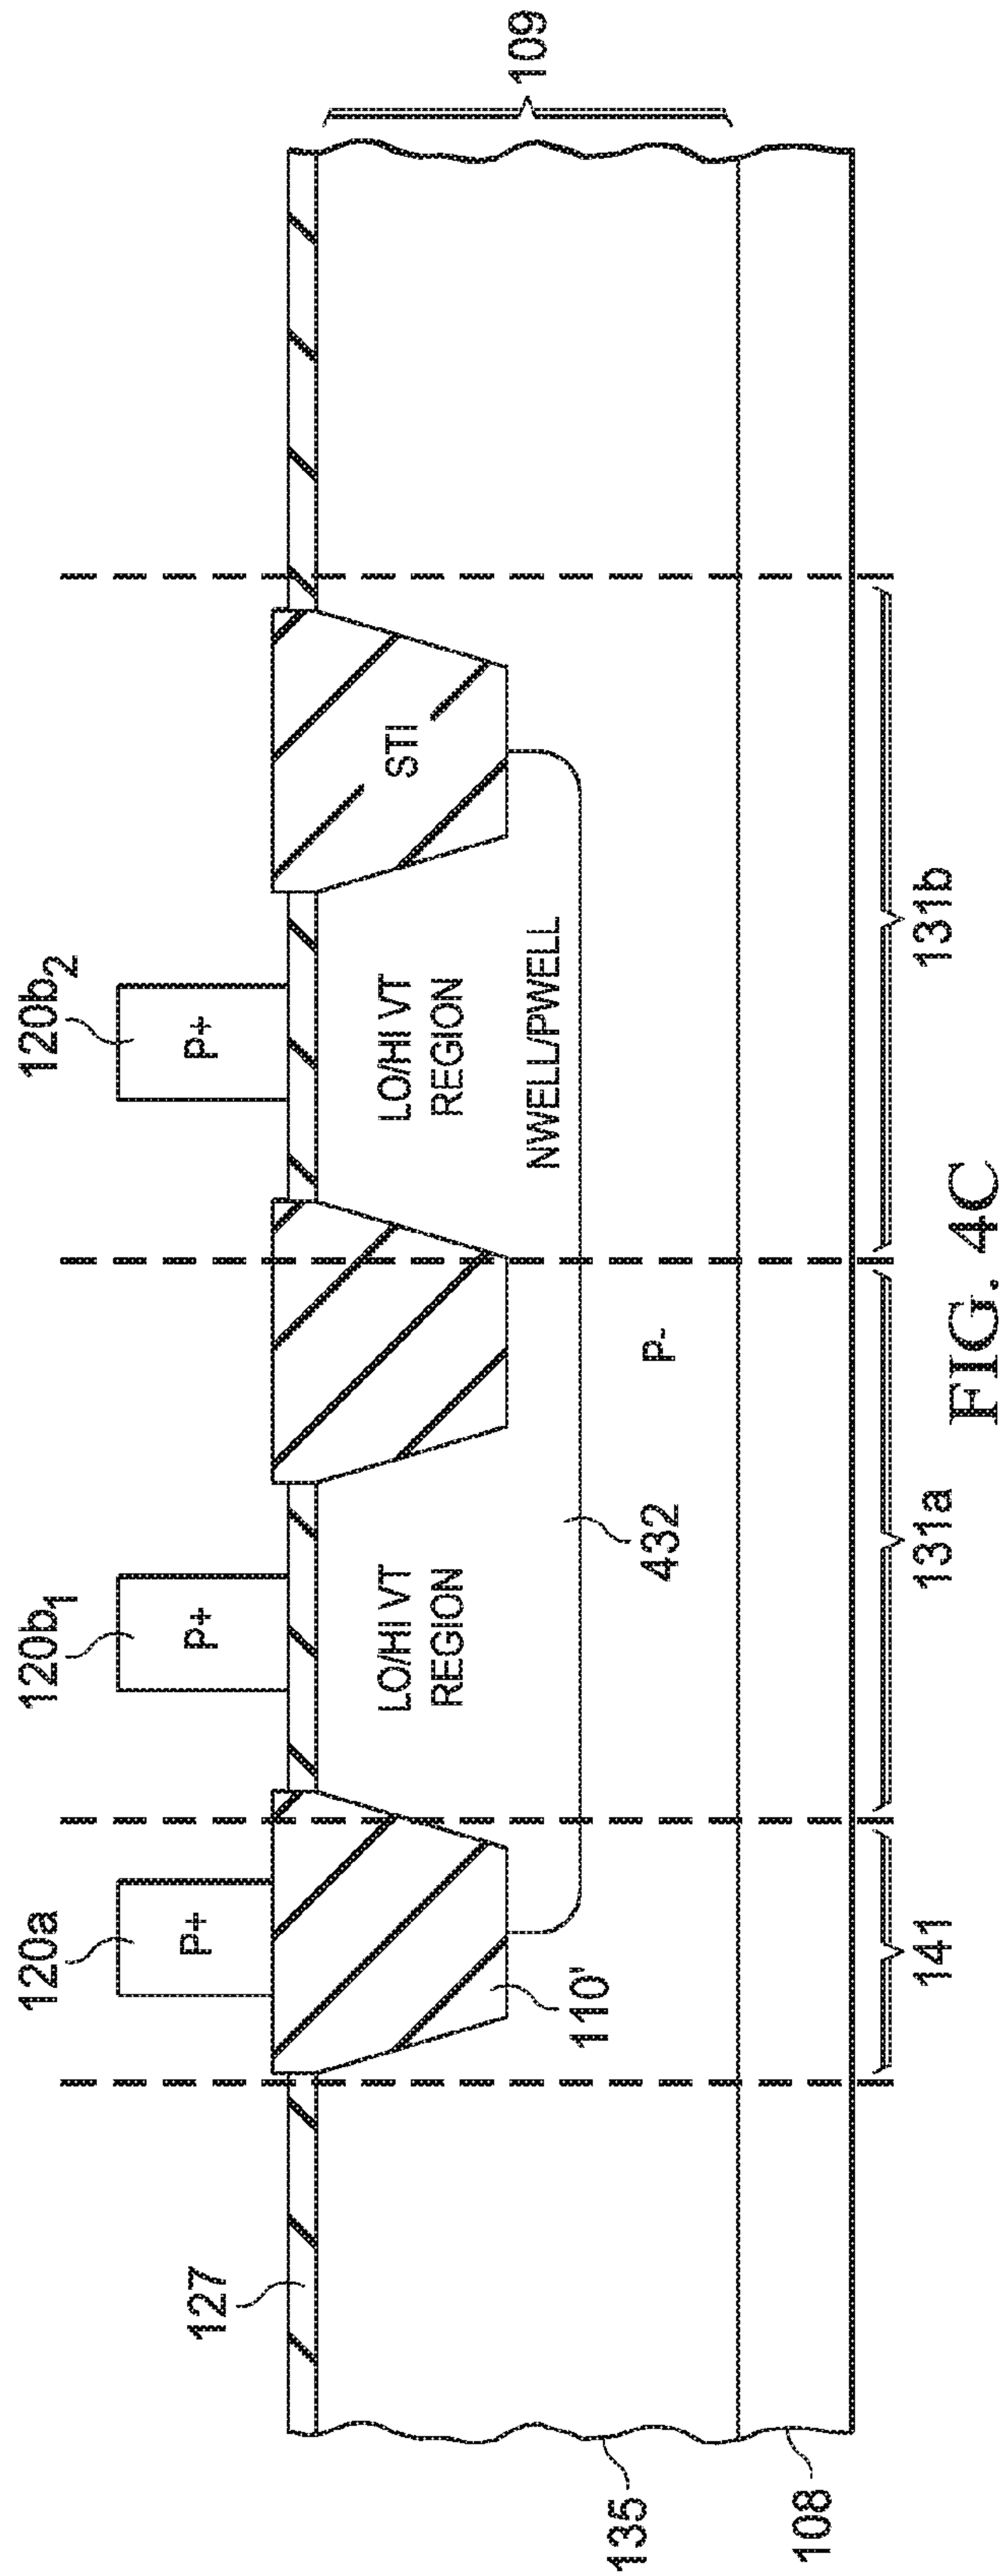 120a
120b1
120b2
P+
P+
P+
127
109
LO/HI VT
REGION
LO/HI VT
REGION
STI
NWELL/PWELL
110'
432
P-
135
108
141
131a
131b
FIG. 4C